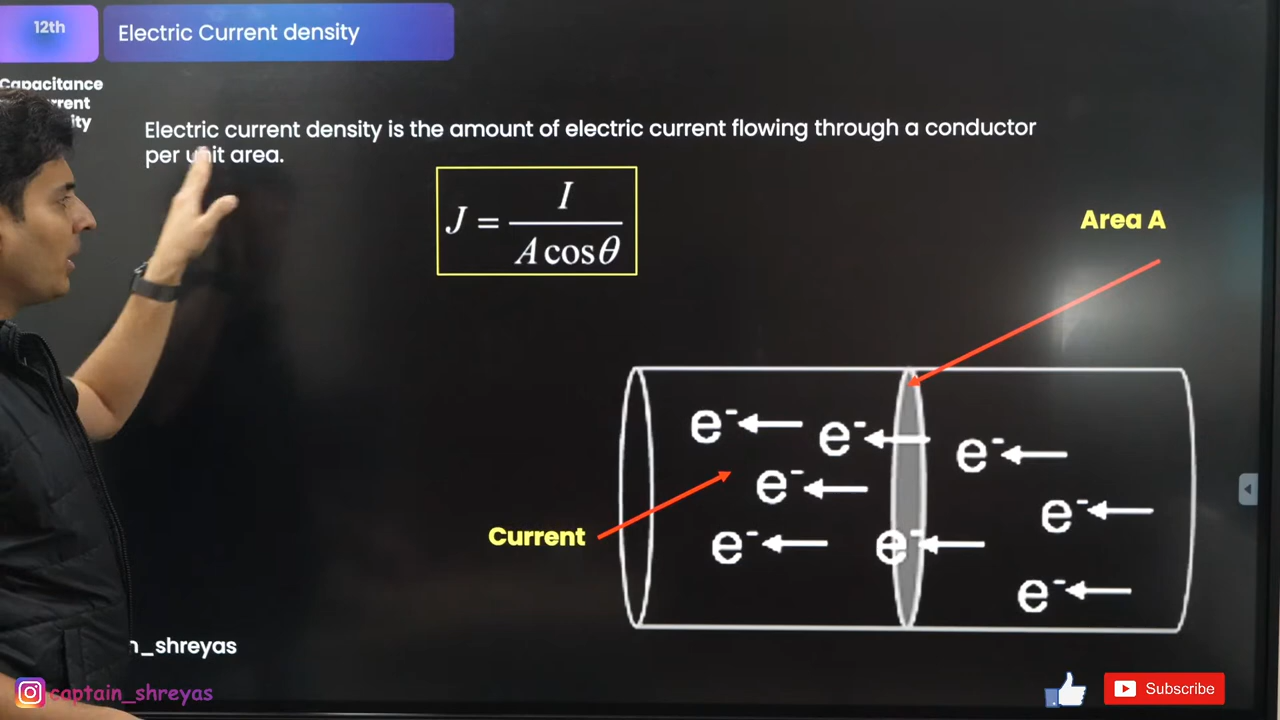 12th
Electric Current density
Capacitance
Electric current density is the amount of electric current flowing through a conductor
per unit area.
J = I / A cos θ
Area A
e⁻ e⁻ e⁻
e⁻ e⁻
e⁻ e⁻
e⁻
Current
n_shreyas
captain_shreyas
Subscribe